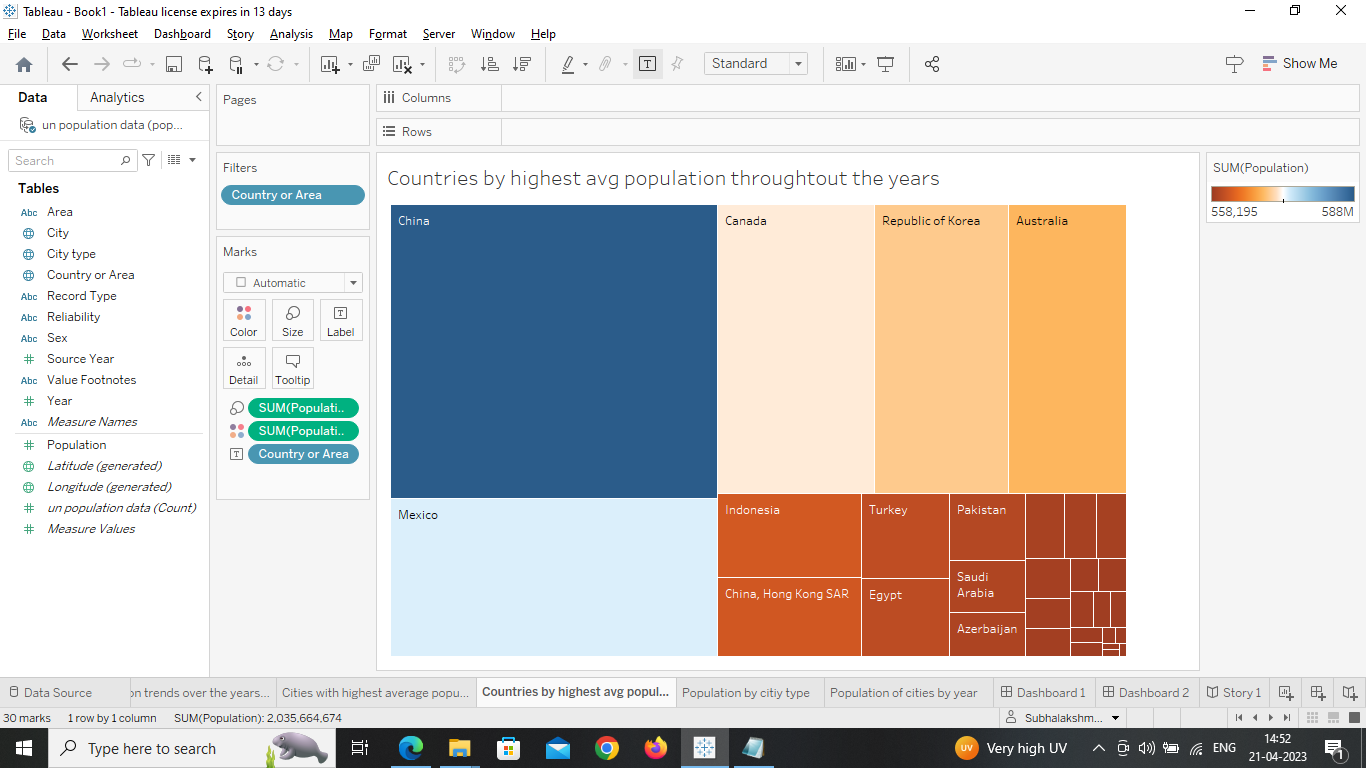 Tableau - Book1 - Tableau license expires in 13 days
File Data Worksheet Dashboard Story Analysis Map Format Server Window Help
Standard
Show Me
Data Analytics
un population data (pop...
Search
Tables
Abc Area
City
City type
Country or Area
Abc Record Type
Abc Reliability
Abc Sex
Source Year
Abc Value Footnotes
Year
Abc Measure Names
Population
Latitude (generated)
Longitude (generated)
un population data (Count)
Measure Values
Pages
Filters
Country or Area
Marks
Automatic
Color Size Label
Detail Tooltip
SUM(Populati..
SUM(Populati..
Country or Area
Columns
Rows
Countries by highest avg population throughtout the years
China
Canada
Republic of Korea
Australia
Mexico
Indonesia
Turkey
Pakistan
China, Hong Kong SAR
Egypt
Saudi
Arabia
Azerbaijan
SUM(Population)
558,195 588M
Data Source
on trends over the years...
Cities with highest average popu...
Countries by highest avg popul...
Population by citiy type
Population of cities by year
Dashboard 1
Dashboard 2
Story 1
30 marks 1 row by 1 column SUM(Population): 2,035,664,674
Subhalakshm...
Type here to search
UV Very high UV
ENG
14:52
21-04-2023
1